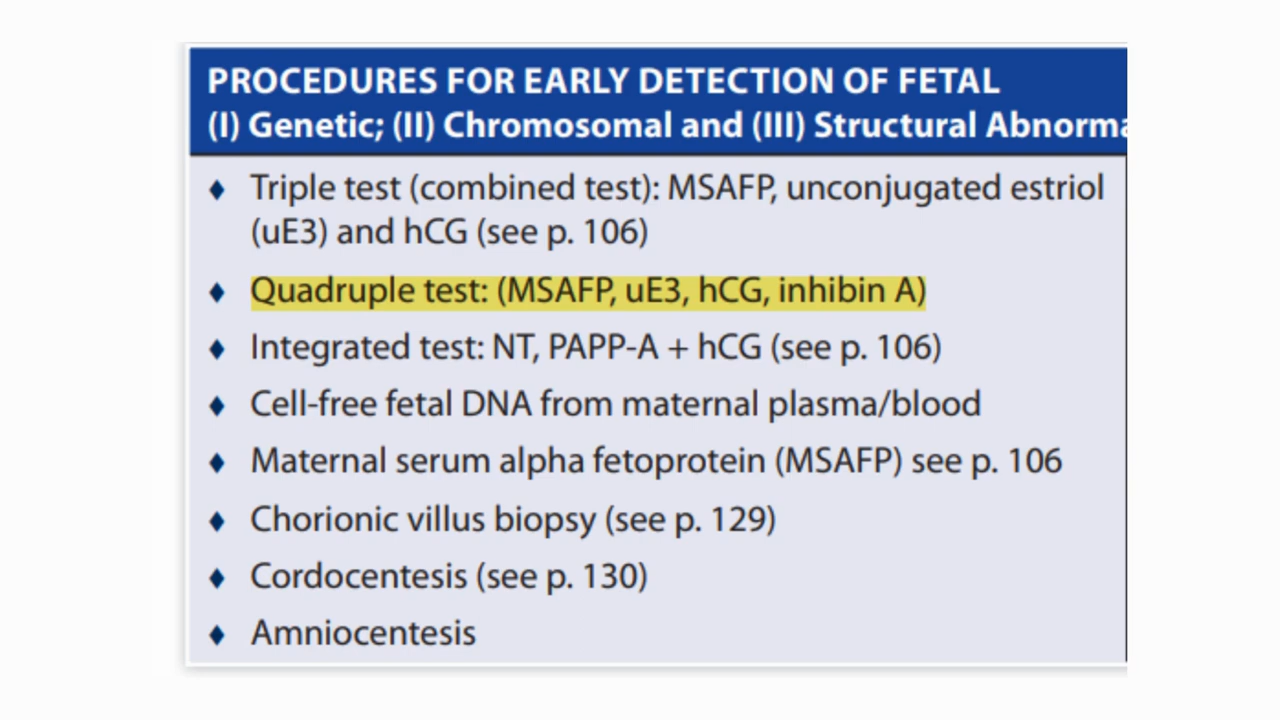 PROCEDURES FOR EARLY DETECTION OF FETAL
(I) Genetic; (II) Chromosomal and (III) Structural Abnorma
♦ Triple test (combined test): MSAFP, unconjugated estriol
(uE3) and hCG (see p. 106)
♦ Quadruple test: (MSAFP, uE3, hCG, inhibin A)
♦ Integrated test: NT, PAPP-A + hCG (see p. 106)
♦ Cell-free fetal DNA from maternal plasma/blood
♦ Maternal serum alpha fetoprotein (MSAFP) see p. 106
♦ Chorionic villus biopsy (see p. 129)
♦ Cordocentesis (see p. 130)
♦ Amniocentesis